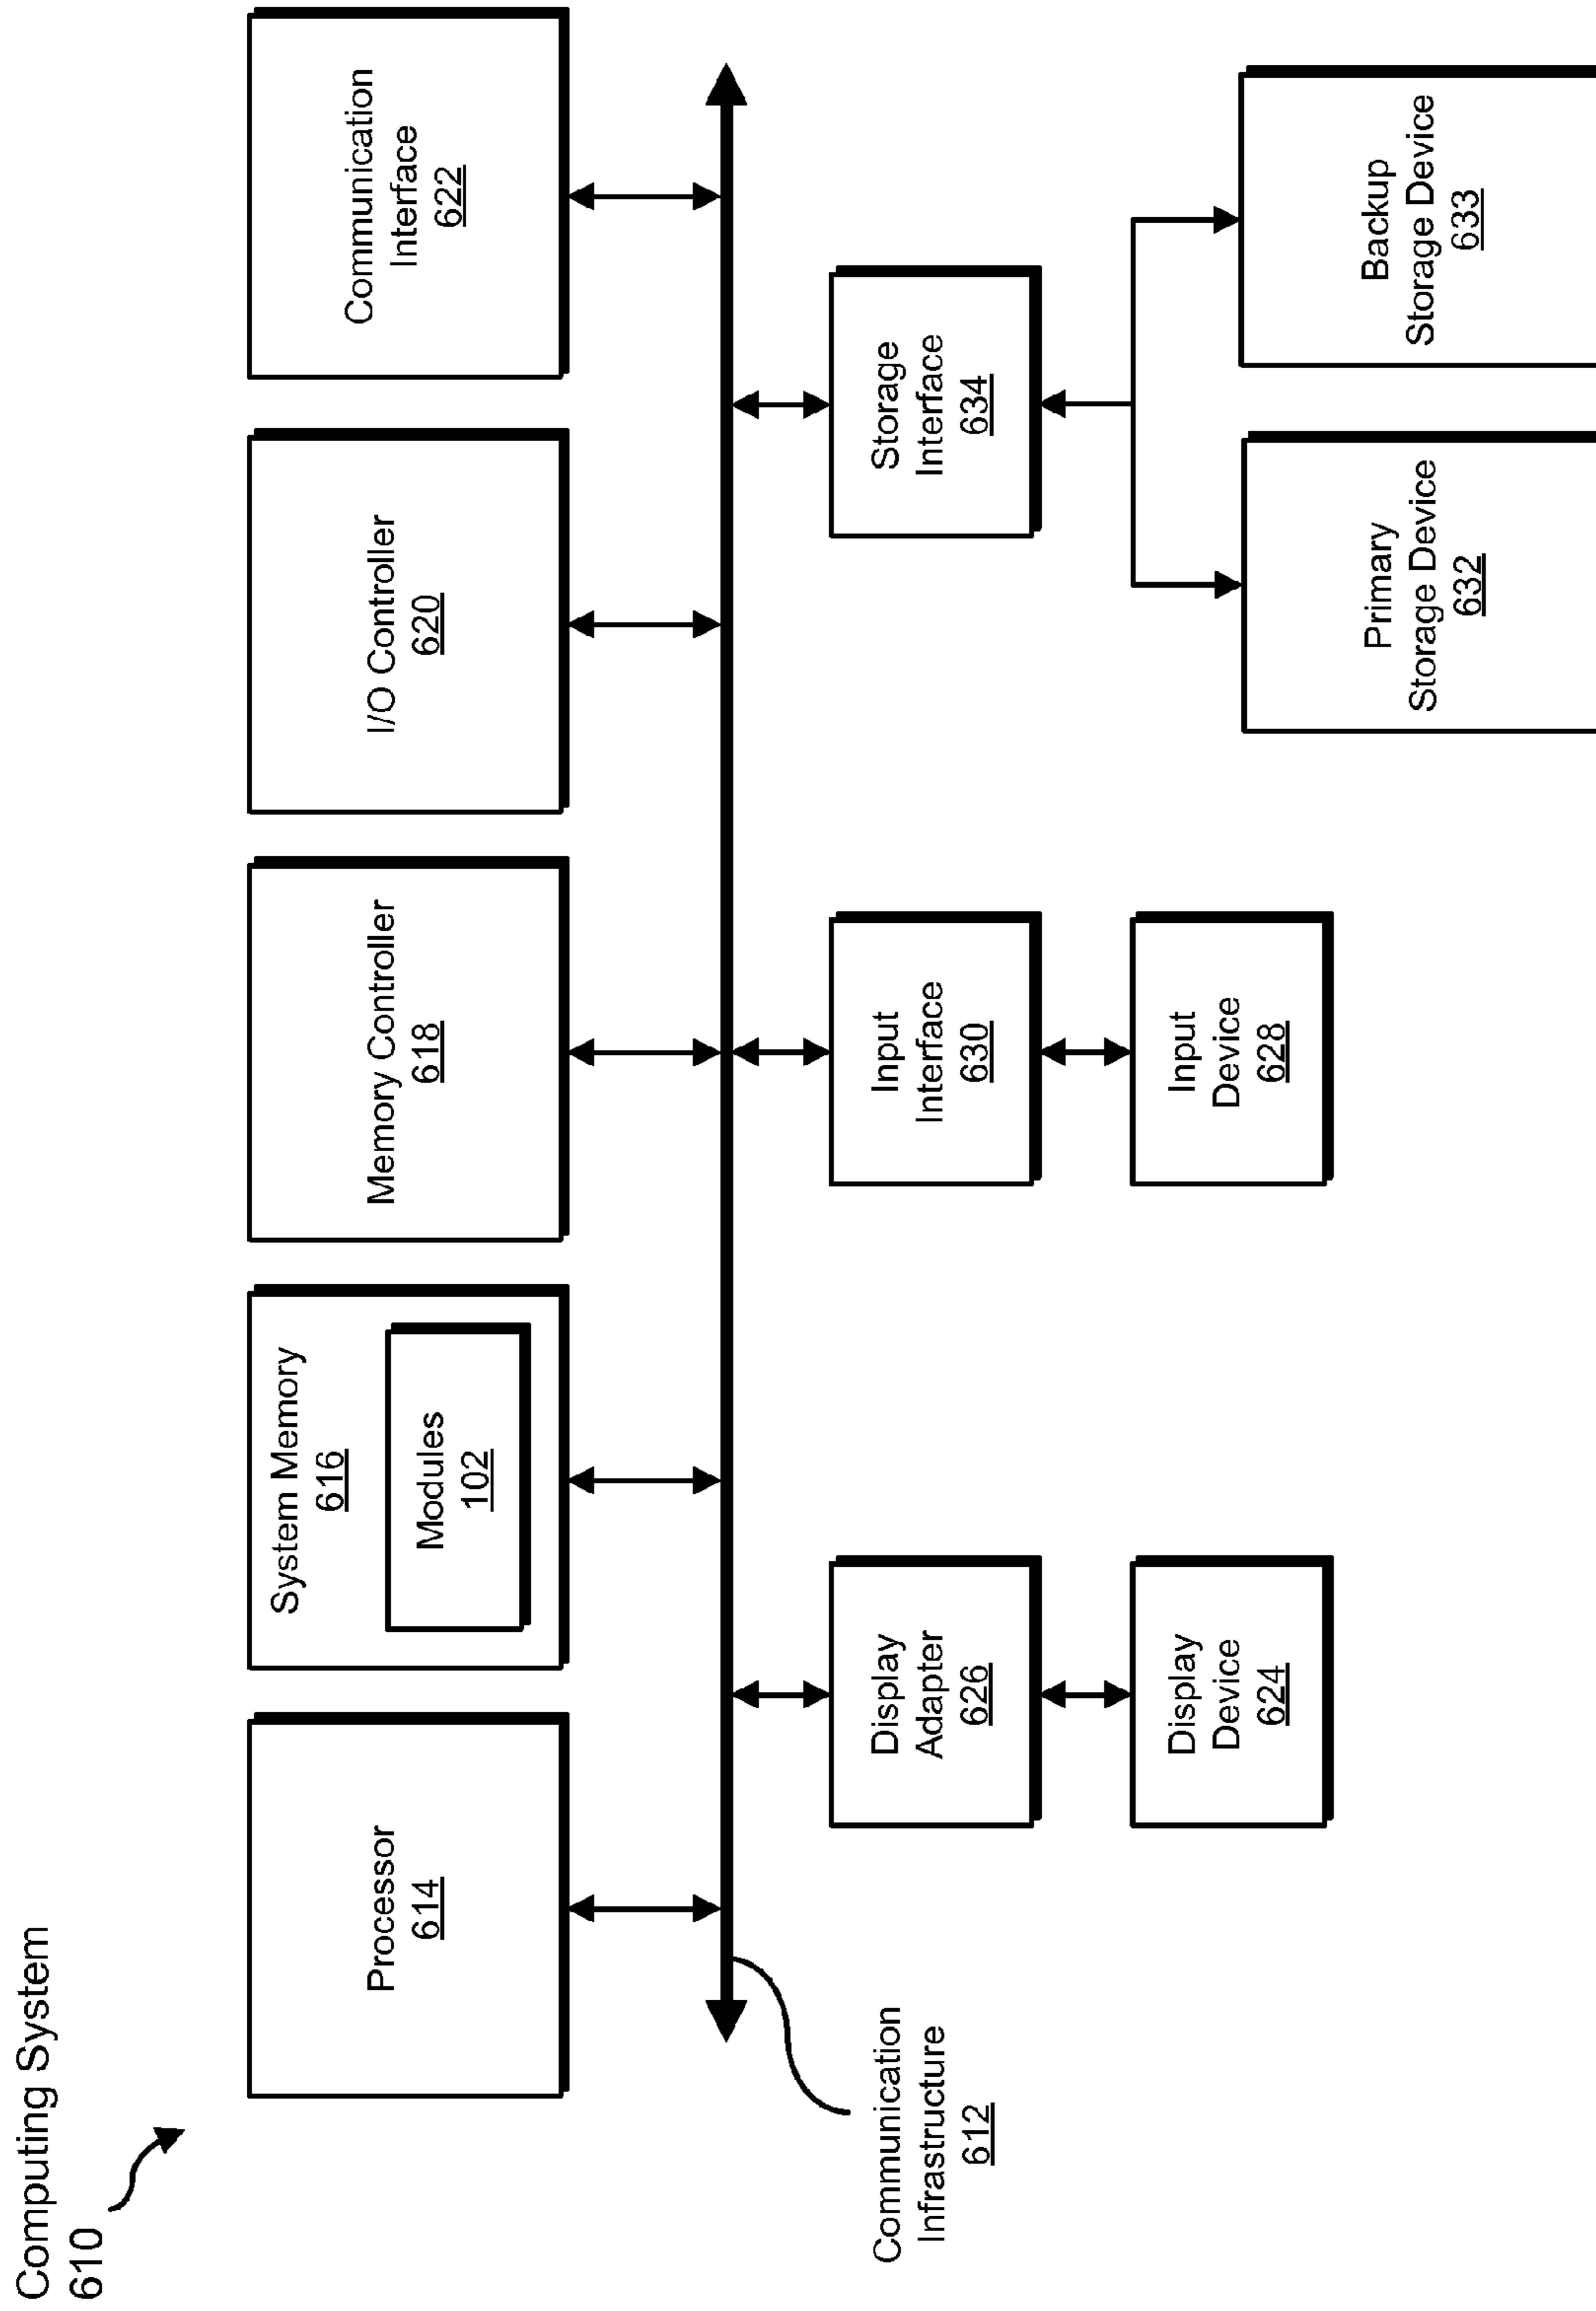 Computing System
610
Processor
614
System Memory
616
Modules
102
Memory Controller
618
I/O Controller
620
Communication
Interface
622
Communication
Infrastructure
612
Display
Adapter
626
Input
Interface
630
Storage
Interface
634
Display
Device
624
Input
Device
628
Primary
Storage Device
632
Backup
Storage Device
633